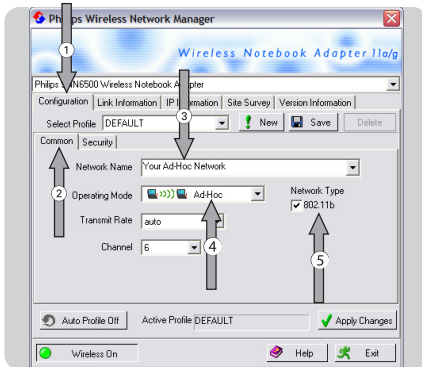 Philips Wireless Network Manager
Wireless Notebook Adapter 11a/g
Philips SNN6500 Wireless Notebook Adapter
Configuration Link Information IP Information Site Survey Version Information
Select Profile DEFAULT New Save Delete
Common Security
Network Name Your Ad-Hoc Network
Operating Mode Ad-Hoc
Network Type
802.11b
Transmit Rate auto
Channel 6
Auto Profile Off Active Profile DEFAULT Apply Changes
Wireless On Help Exit
1
2
3
4
5